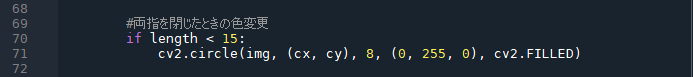 68
69 #両指を閉じたときの色変更
70 if length < 15:
71 cv2.circle(img, (cx, cy), 8, (0, 255, 0), cv2.FILLED)
72